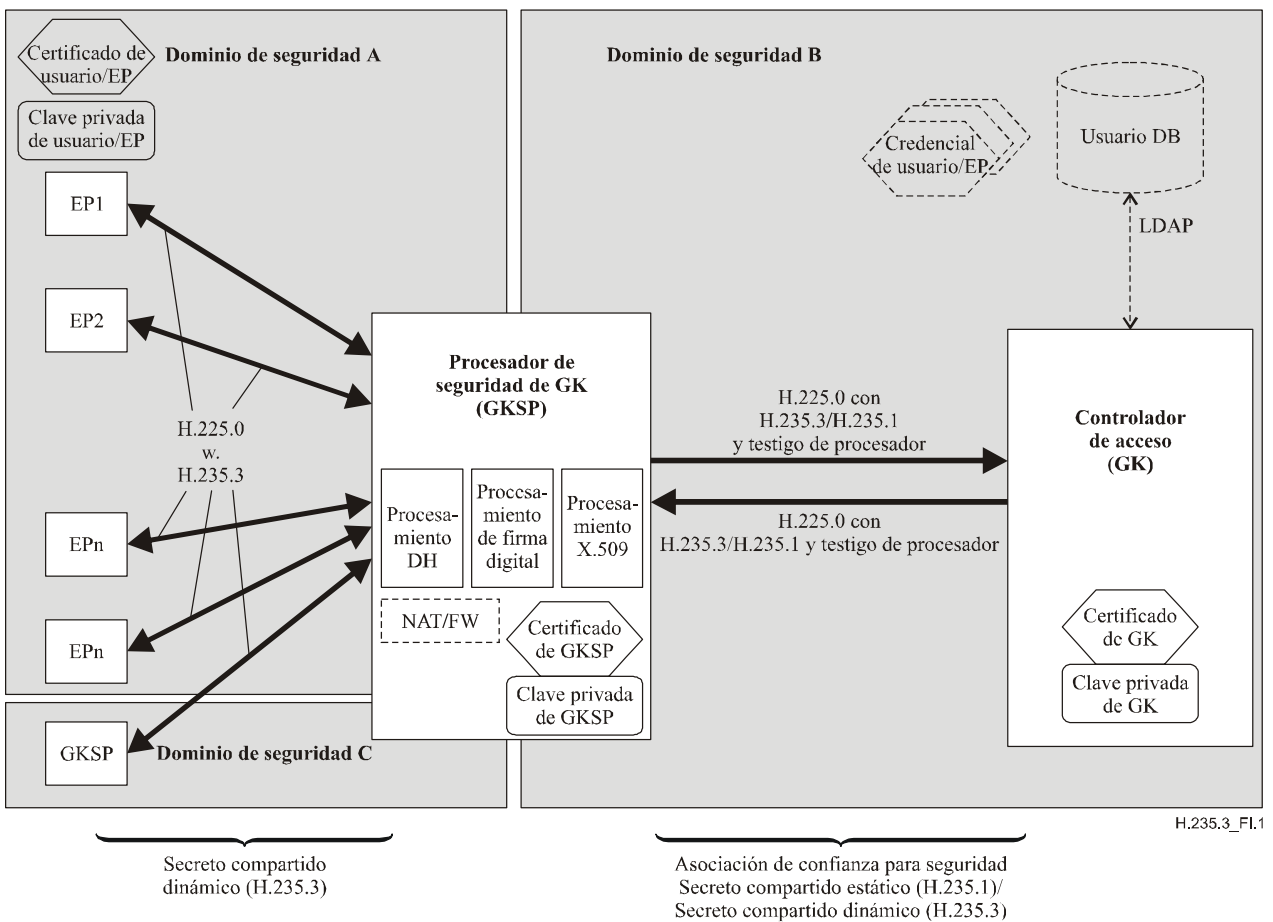 Certificado de
usuario/EP
Dominio de seguridad A
Clave privada
de usuario/EP
EP1
EP2
H.225.0
w.
H.235.3
EPn
EPn
GKSP
Dominio de seguridad C
Procesador de
seguridad de GK
(GKSP)
Procesa-
miento
DH
Procesa-
miento
de firma
digital
Procesa-
miento
X.509
NAT/FW
Certificado
de GKSP
Clave privada
de GKSP
Dominio de seguridad B
Credencial
de usuario/EP
Usuario DB
LDAP
H.225.0 con
H.235.3/H.235.1
y testigo de procesador
H.225.0 con
H.235.3/H.235.1 y testigo de procesador
Controlador
de acceso
(GK)
Certificado
de GK
Clave privada
de GK
H.235.3_FI.1
Secreto compartido
dinámico (H.235.3)
Asociación de confianza para seguridad
Secreto compartido estático (H.235.1)/
Secreto compartido dinámico (H.235.3)